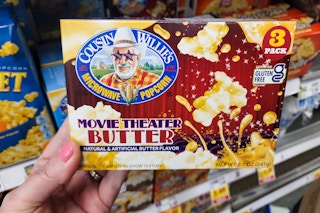 COUSIN WILLIE'S
MICROWAVE POPCORN
3
PACK
GLUTEN
FREE
MOVIE THEATER
BUTTER
NATURAL & ARTIFICIAL BUTTER FLAVOR